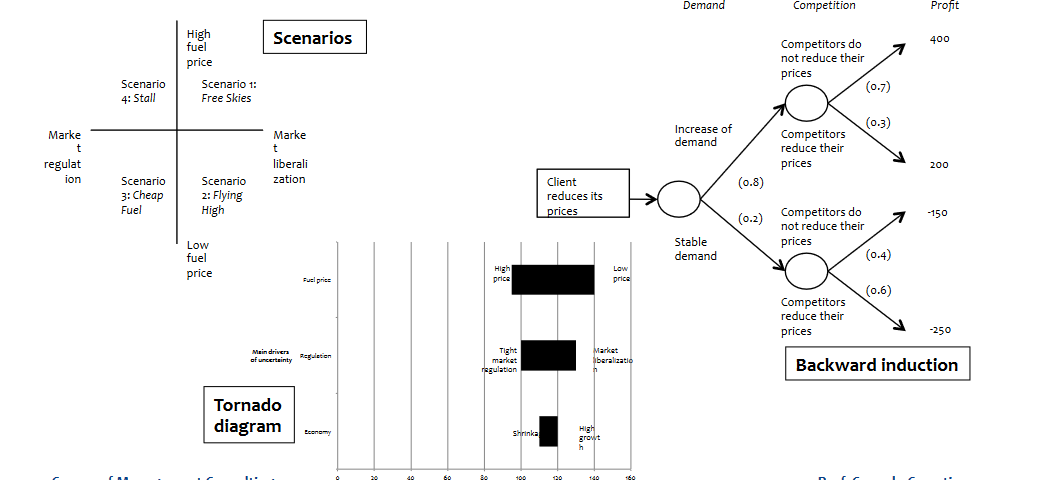 High
fuel
price
Scenarios
Scenario
4: Stall
Scenario 1:
Free Skies
Marke
t
regulat
ion
Marke
t
liberali
zation
Scenario
3: Cheap
Fuel
Scenario
2: Flying
High
Low
fuel
price
Demand
Competition
Profit
Competitors do
not reduce their
prices
400
(0.7)
(0.3)
Increase of
demand
Competitors
reduce their
prices
200
Client
reduces its
prices
(0.8)
(0.2)
Competitors do
not reduce their
prices
-150
Stable
demand
(0.4)
(0.6)
Competitors
reduce their
prices
-250
Backward induction
Fuel price
High
price
Low
price
Main drivers
of uncertainty
Regulation
Tight
market
regulation
Market
liberalizatio
n
Tornado
diagram
Economy
Shrinka
High
growt
h
0 20 40 60 80 100 120 140 160